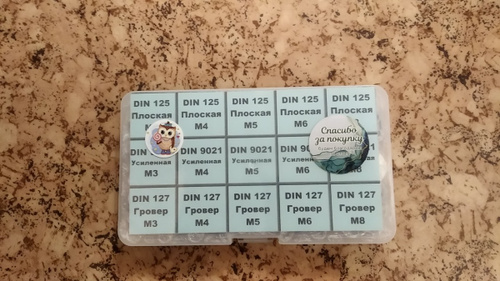 DIN 125
Плоская
DIN 125
Плоская
M4
DIN 125
Плоская
M5
DIN 125
Плоская
M6
DIN 125
Плоская
DIN
Усиленная
M3
DIN 9021
Усиленная
M4
DIN 9021
Усиленная
M5
DIN
M6
Спасибо
за покупку
DIN 127
Гровер
M3
DIN 127
Гровер
M4
DIN 127
Гровер
M5
DIN 127
Гровер
M6
DIN 127
Гровер
M8